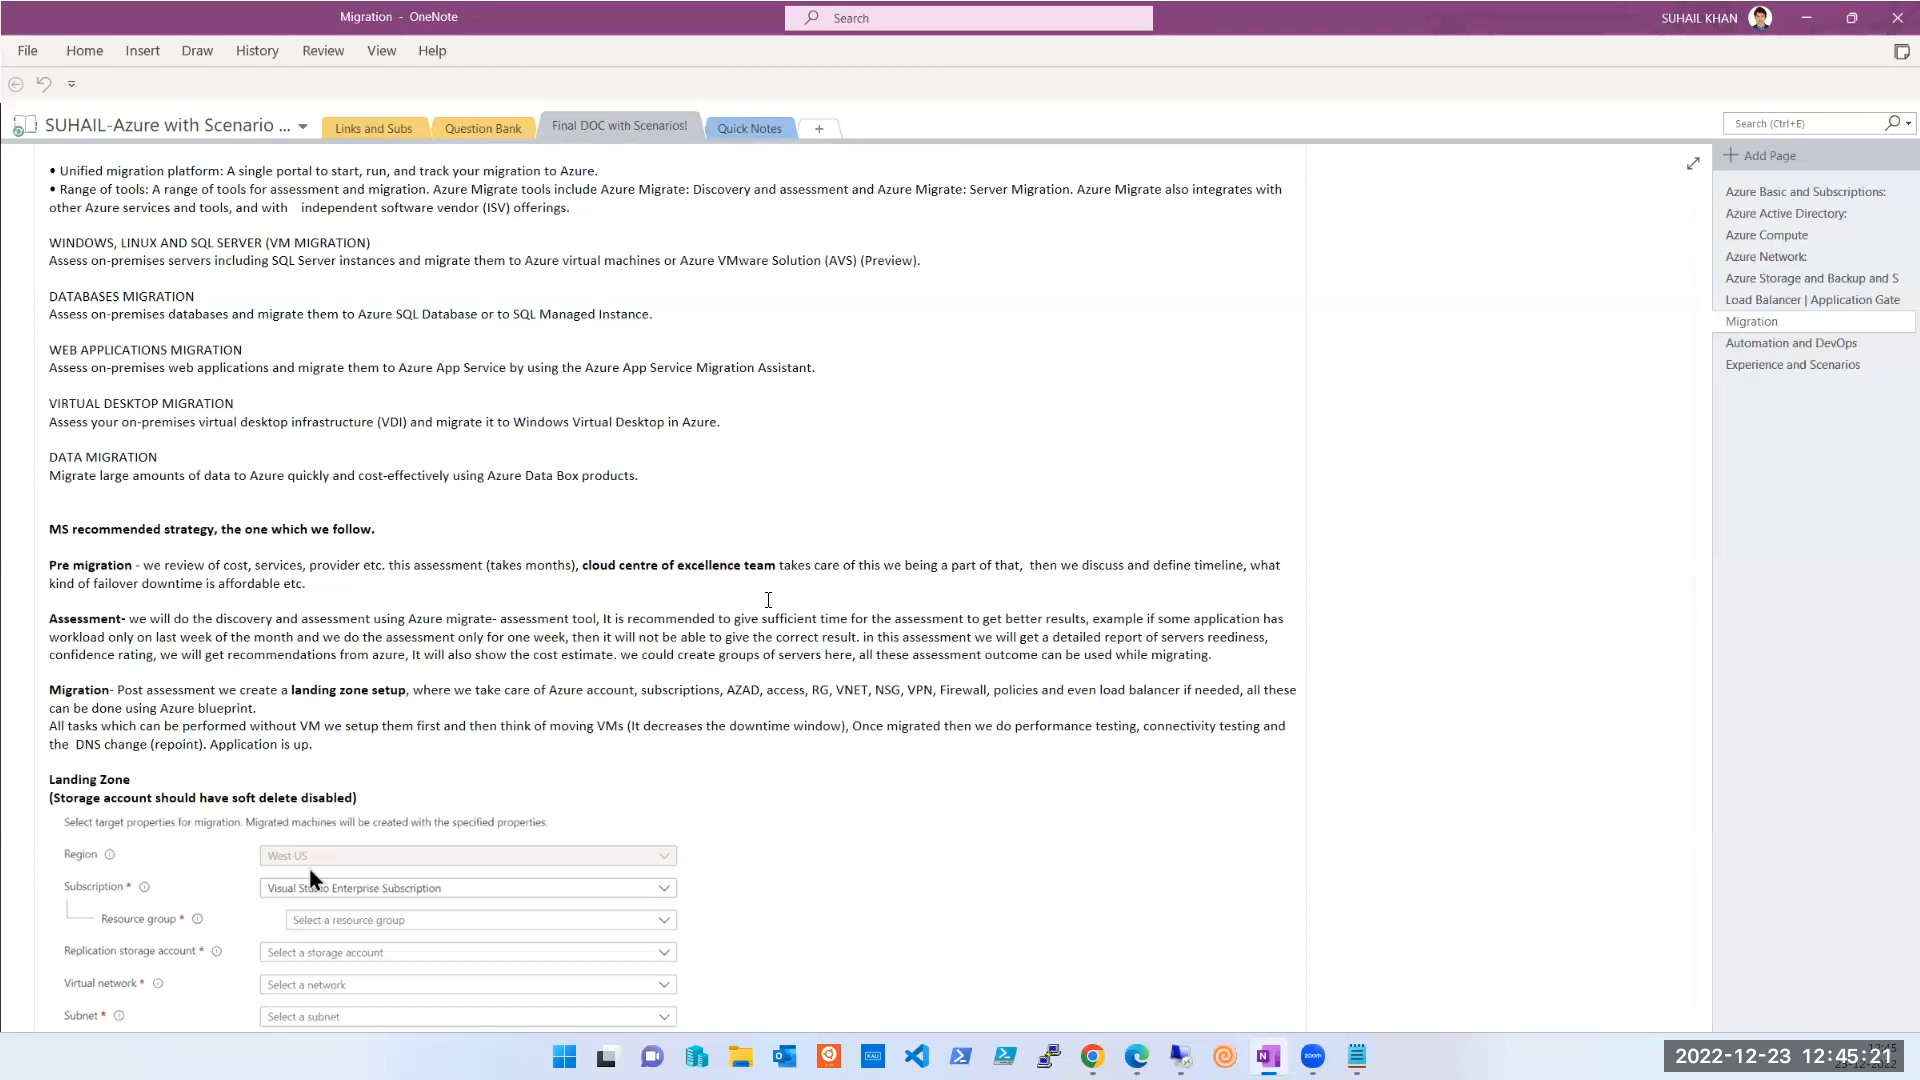 Migration - OneNote
Search
SUHAIL KHAN
File Home Insert Draw History Review View Help
SUHAIL-Azure with Scenario ...
Links and Subs
Question Bank
Final DOC with Scenarios!
Quick Notes
Search (Ctrl+E)
Add Page
Azure Basic and Subscriptions:
Azure Active Directory:
Azure Compute
Azure Network:
Azure Storage and Backup and S
Load Balancer | Application Gate
Migration
Automation and DevOps
Experience and Scenarios
• Unified migration platform: A single portal to start, run, and track your migration to Azure.
• Range of tools: A range of tools for assessment and migration. Azure Migrate tools include Azure Migrate: Discovery and assessment and Azure Migrate: Server Migration. Azure Migrate also integrates with
other Azure services and tools, and with independent software vendor (ISV) offerings.
WINDOWS, LINUX AND SQL SERVER (VM MIGRATION)
Assess on-premises servers including SQL Server instances and migrate them to Azure virtual machines or Azure VMware Solution (AVS) (Preview).
DATABASES MIGRATION
Assess on-premises databases and migrate them to Azure SQL Database or to SQL Managed Instance.
WEB APPLICATIONS MIGRATION
Assess on-premises web applications and migrate them to Azure App Service by using the Azure App Service Migration Assistant.
VIRTUAL DESKTOP MIGRATION
Assess your on-premises virtual desktop infrastructure (VDI) and migrate it to Windows Virtual Desktop in Azure.
DATA MIGRATION
Migrate large amounts of data to Azure quickly and cost-effectively using Azure Data Box products.
MS recommended strategy, the one which we follow.
Pre migration - we review of cost, services, provider etc. this assessment (takes months), cloud centre of excellence team takes care of this we being a part of that, then we discuss and define timeline, what
kind of failover downtime is affordable etc.
Assessment- we will do the discovery and assessment using Azure migrate- assessment tool, It is recommended to give sufficient time for the assessment to get better results, example if some application has
workload only on last week of the month and we do the assessment only for one week, then it will not be able to give the correct result. in this assessment we will get a detailed report of servers reediness,
confidence rating, we will get recommendations from azure, It will also show the cost estimate. we could create groups of servers here, all these assessment outcome can be used while migrating.
Migration- Post assessment we create a landing zone setup, where we take care of Azure account, subscriptions, AZAD, access, RG, VNET, NSG, VPN, Firewall, policies and even load balancer if needed, all these
can be done using Azure blueprint.
All tasks which can be performed without VM we setup them first and then think of moving VMs (It decreases the downtime window), Once migrated then we do performance testing, connectivity testing and
the DNS change (repoint). Application is up.
Landing Zone
(Storage account should have soft delete disabled)
Select target properties for migration. Migrated machines will be created with the specified properties.
Region West US
Subscription * Visual Studio Enterprise Subscription
Resource group * Select a resource group
Replication storage account * Select a storage account
Virtual network * Select a network
Subnet * Select a subnet
KALI
zoom
2022-12-23 12:45:21